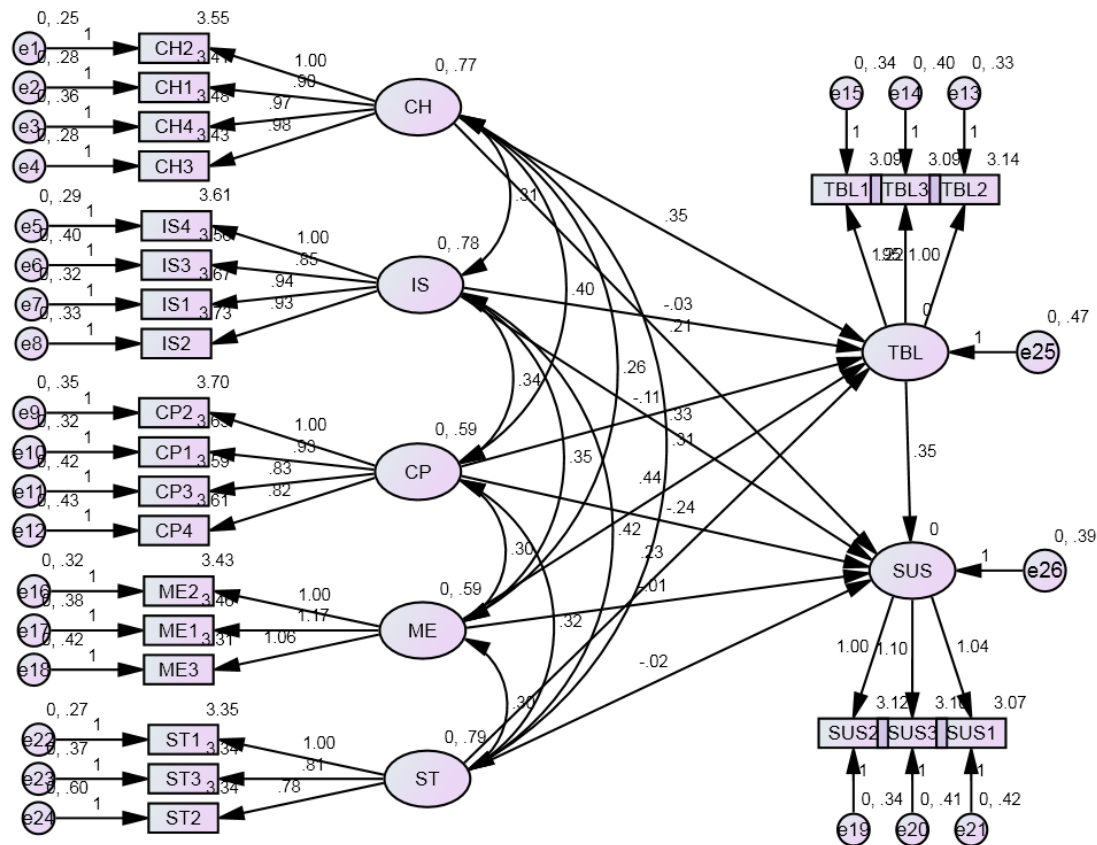 0, .25
3.55
e1
1
CH2
0, .28
3.41
e2
1
CH1
0, .36
3.48
e3
1
CH4
0, .28
3.43
e4
1
CH3
1.00
.90
.97
.98
0, .77
CH
0, .29
3.61
e5
1
IS4
0, .40
e6
1
IS3
0, .32
3.67
e7
1
IS1
0, .33
3.73
e8
1
IS2
1.00
.85
.94
.93
0, .78
IS
0, .35
3.70
e9
1
CP2
0, .32
e10
1
CP1
0, .42
3.59
e11
1
CP3
0, .43
3.61
e12
1
CP4
1.00
.93
.83
.82
0, .59
CP
0, .32
3.43
e16
1
ME2
0, .38
3.46
e17
1
ME1
0, .42
3.31
e18
1
ME3
1.00
1.17
1.06
0, .59
ME
0, .27
3.35
e22
1
ST1
0, .37
3.34
e23
1
ST3
0, .60
3.34
e24
1
ST2
1.00
.81
.78
0, .79
ST
.31
.40
.26
.34
.35
.33
.44
.42
.30
.23
.32
.30
.35
-.03
.21
-.11
.31
-.24
-.01
-.02
.35
0, .34
0, .40
0, .33
e15
e14
e13
1
1
1
3.09
3.09
3.14
TBL1
TBL3
TBL2
1.00
0
TBL
1
0, .47
e25
0
SUS
1
0, .39
e26
1.00
1.10
1.04
3.12
3.10
3.07
SUS2
SUS3
SUS1
1
1
1
0, .34
0, .41
0, .42
e19
e20
e21